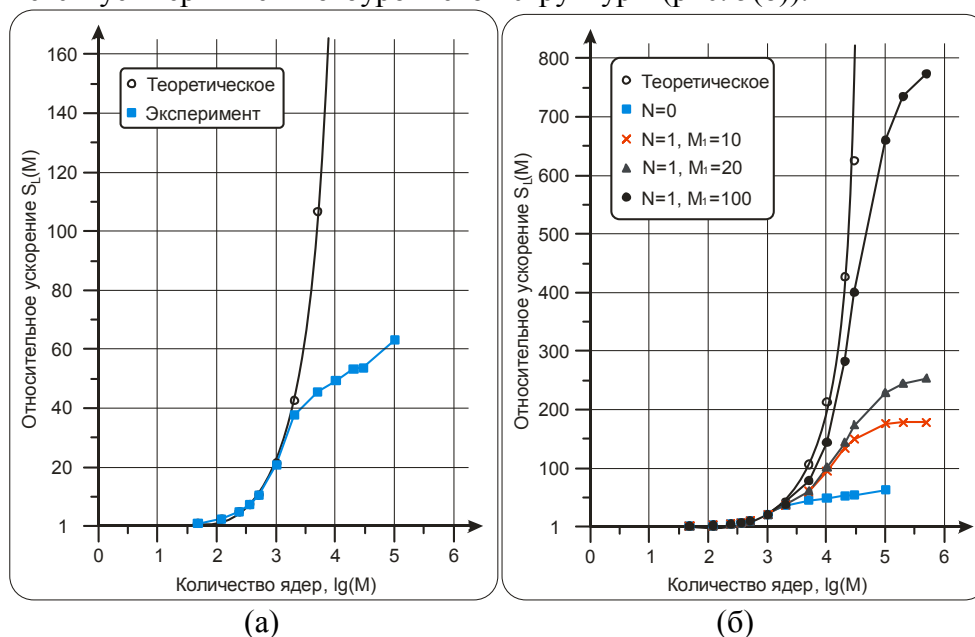 160
140
120
100
80
60
40
20
1
Относительное ускорение S_L(M)
Теоретическое
Эксперимент
0 1 2 3 4 5 6
Количество ядер, lg(M)
(а)
800
700
600
500
400
300
200
100
1
Относительное ускорение S_L(M)
Теоретическое
N=0
N=1, M₁=10
N=1, M₁=20
N=1, M₁=100
0 1 2 3 4 5 6
Количество ядер, lg(M)
(б)